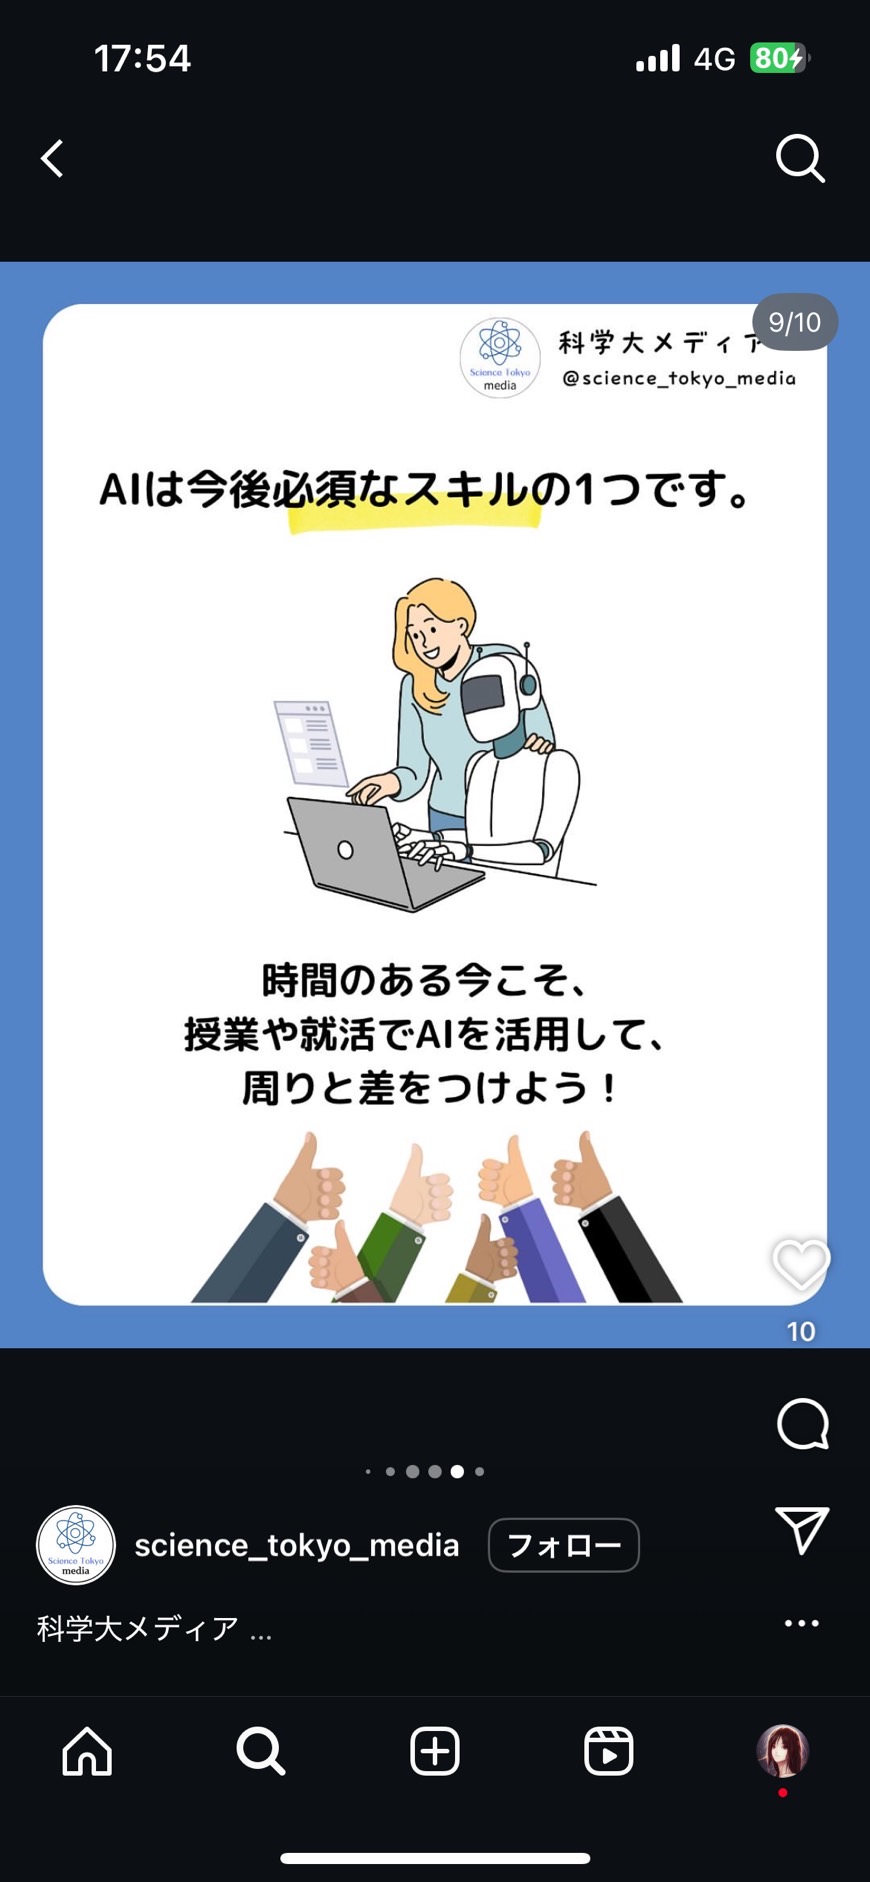 17:54
4G
80
9/10
Science Tokyo
media
科学大メディア
@science_tokyo_media
AIは今後必須なスキルの1つです。
時間のある今こそ、
授業や就活でAIを活用して、
周りと差をつけよう！
10
Science Tokyo
media
science_tokyo_media
フォロー
科学大メディア ...